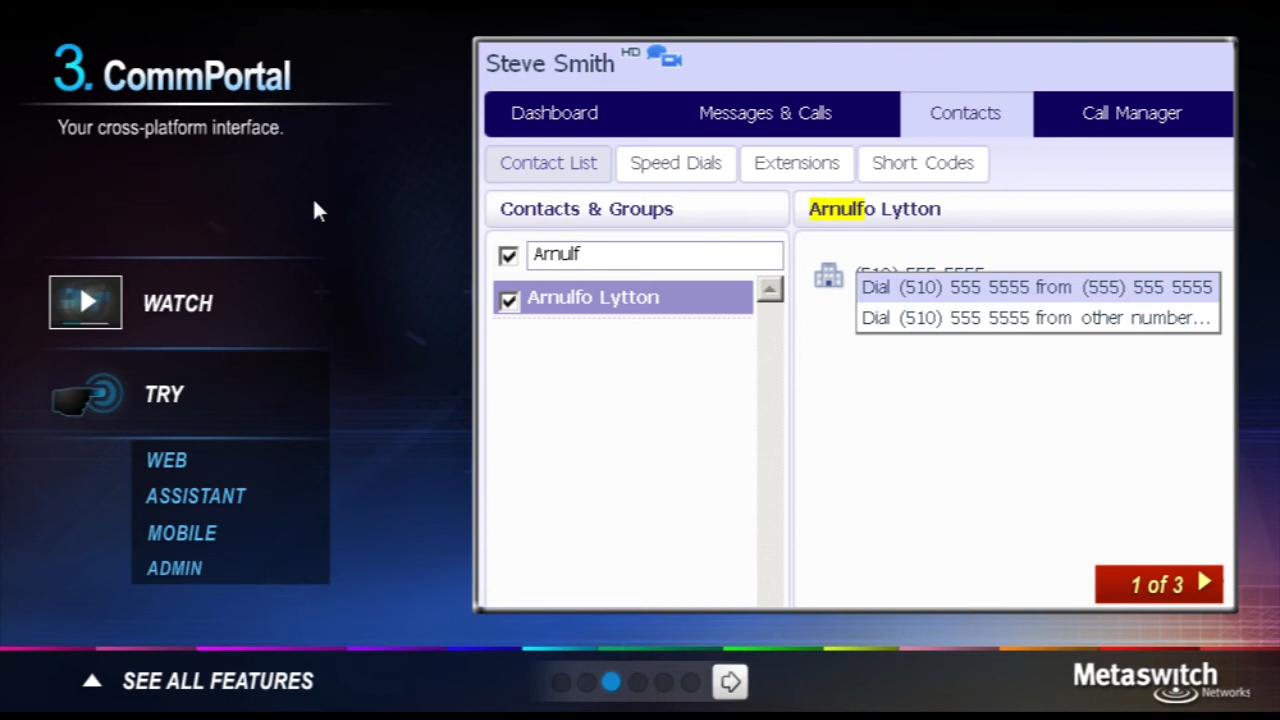 3. CommPortal
Your cross-platform interface.
WATCH
TRY
WEB
ASSISTANT
MOBILE
ADMIN
Steve Smith HD
Dashboard Messages & Calls Contacts Call Manager
Contact List Speed Dials Extensions Short Codes
Contacts & Groups
Arnulf
Arnulfo Lytton
Arnulfo Lytton
(510) 555 5555
Dial (510) 555 5555 from (555) 555 5555
Dial (510) 555 5555 from other number...
1 of 3
SEE ALL FEATURES
Metaswitch
Networks